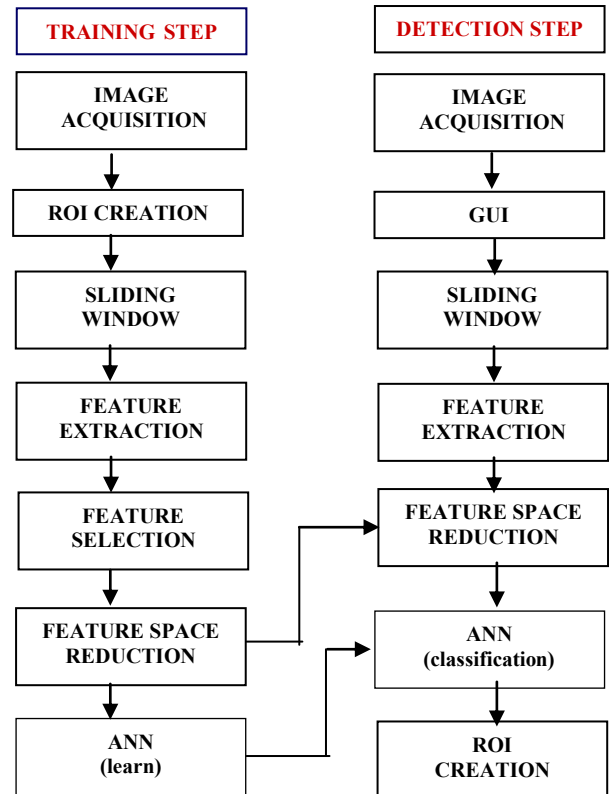 TRAINING STEP
IMAGE
ACQUISITION
ROI CREATION
SLIDING
WINDOW
FEATURE
EXTRACTION
FEATURE
SELECTION
FEATURE SPACE
REDUCTION
ANN
(learn)
DETECTION STEP
IMAGE
ACQUISITION
GUI
SLIDING
WINDOW
FEATURE
EXTRACTION
FEATURE SPACE
REDUCTION
ANN
(classification)
ROI
CREATION